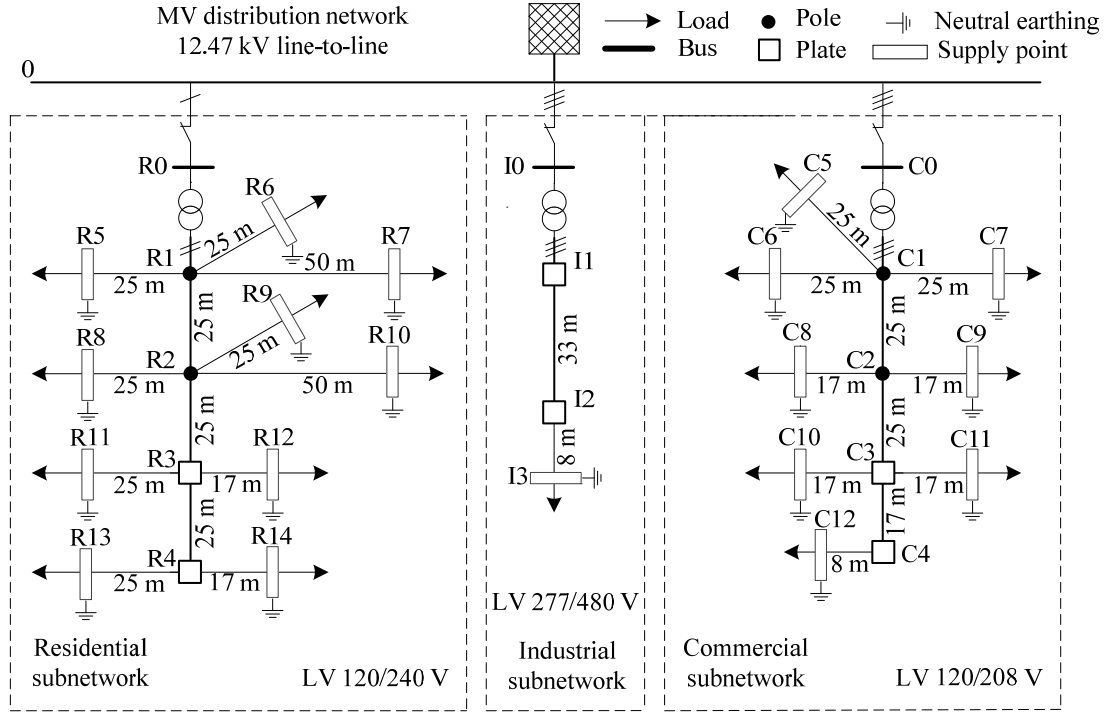 MV distribution network
12.47 kV line-to-line
Load
Pole
Neutral earthing
Bus
Plate
Supply point
0
R0
I0
C0
R6
C5
25 m
25 m
R5
R1
R7
I1
C6
C1
C7
25 m
50 m
25 m
25 m
R9
25 m
25 m
33 m
25 m
R8
R2
R10
C8
C2
C9
25 m
50 m
17 m
17 m
25 m
I2
25 m
R11
R3
R12
8 m
C10
C3
C11
25 m
17 m
I3
17 m
17 m
25 m
17 m
R13
R4
R14
C12
C4
25 m
17 m
8 m
LV 277/480 V
Residential
subnetwork
LV 120/240 V
Industrial
subnetwork
Commercial
subnetwork
LV 120/208 V